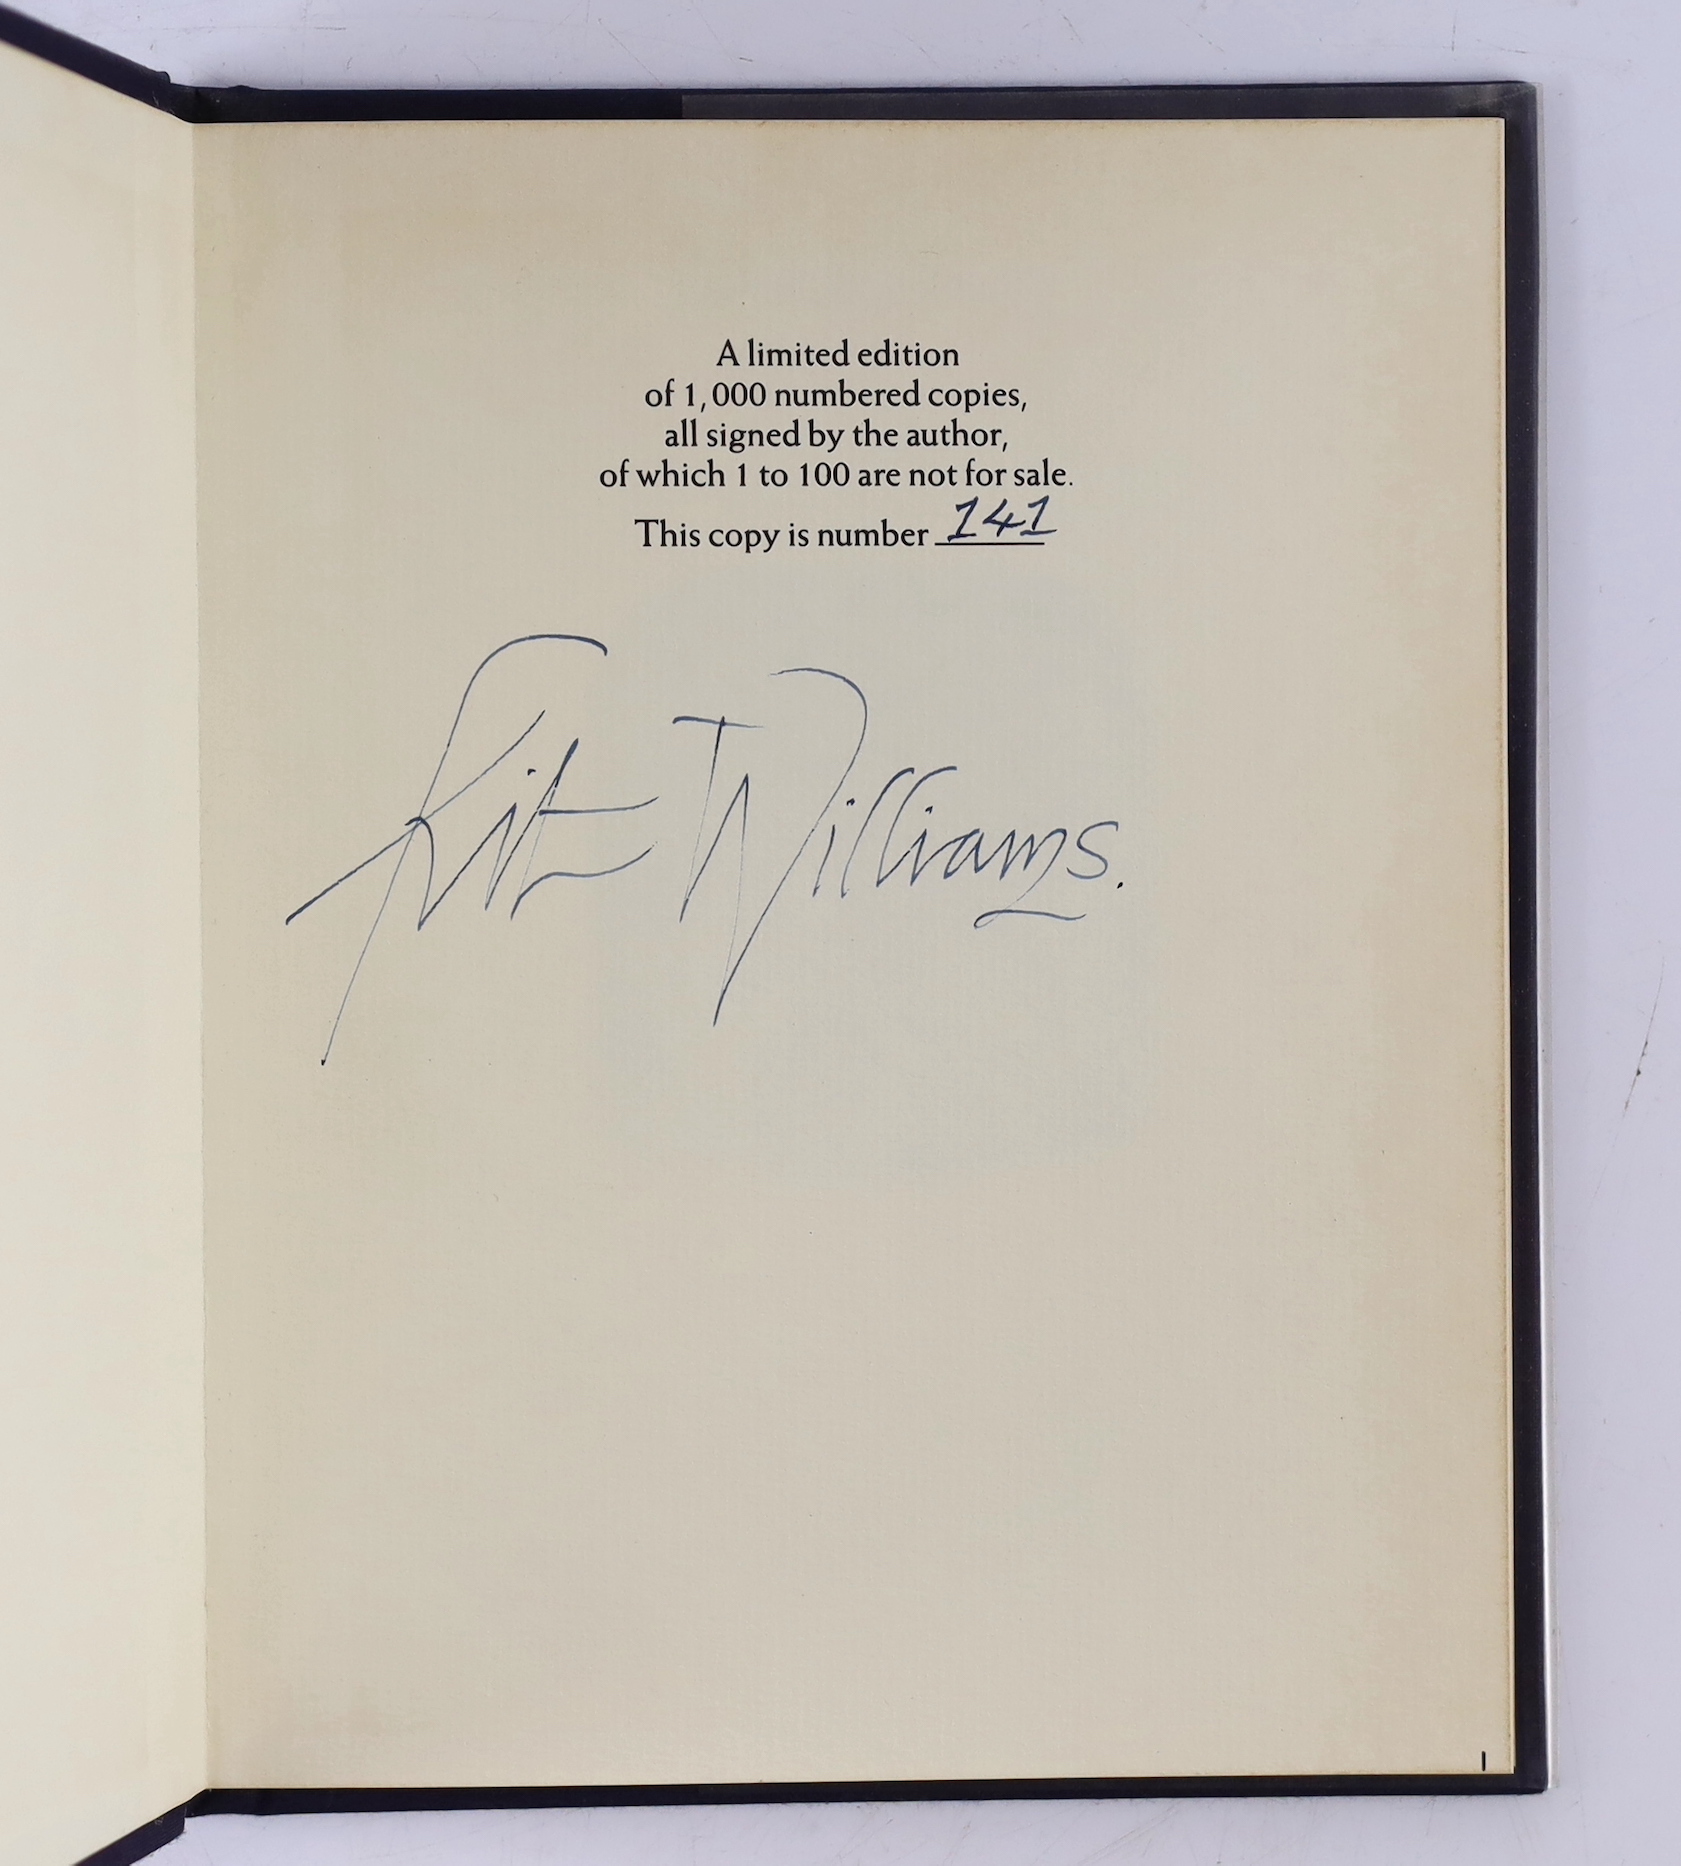 A limited edition
of 1,000 numbered copies,
all signed by the author,
of which 1 to 100 are not for sale.
This copy is number 141
Kit Williams.